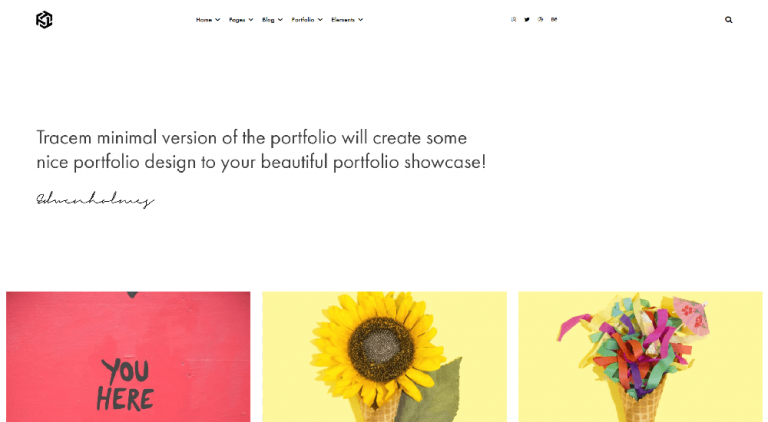 Home Pages Blog Portfolio Elements
Tracem minimal version of the portfolio will create some
nice portfolio design to your beautiful portfolio showcase!
YOU
HERE